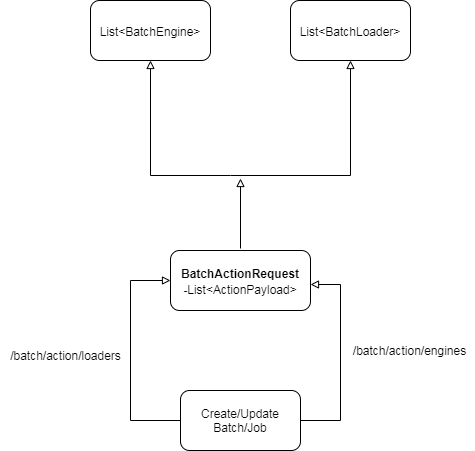 List<BatchEngine>
List<BatchLoader>
BatchActionRequest
-List<ActionPayload>
/batch/action/loaders
/batch/action/engines
Create/Update
Batch/Job